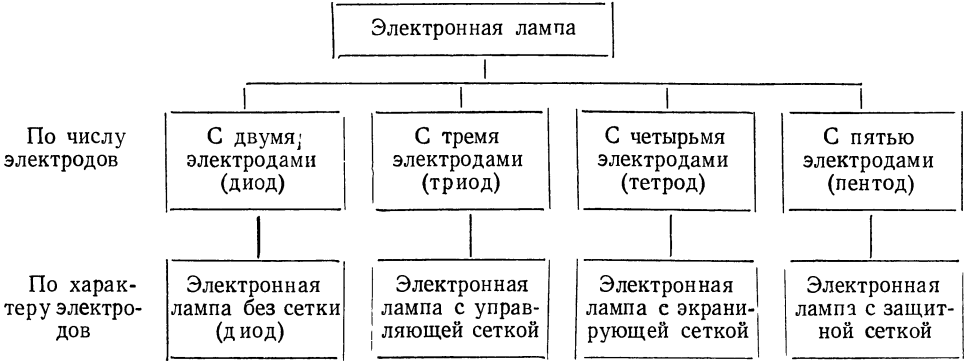 Электронная лампа
По числу
электродов
С двумя
электродами
(диод)
С тремя
электродами
(триод)
С четырьмя
электродами
(тетрод)
С пятью
электродами
(пентод)
По харак-
теру электро-
дов
Электронная
лампа без сетки
(диод)
Электронная
лампа с управ-
ляющей сеткой
Электронная
лампа с экрани-
рующей сеткой
Электронная
лампа с защит-
ной сеткой